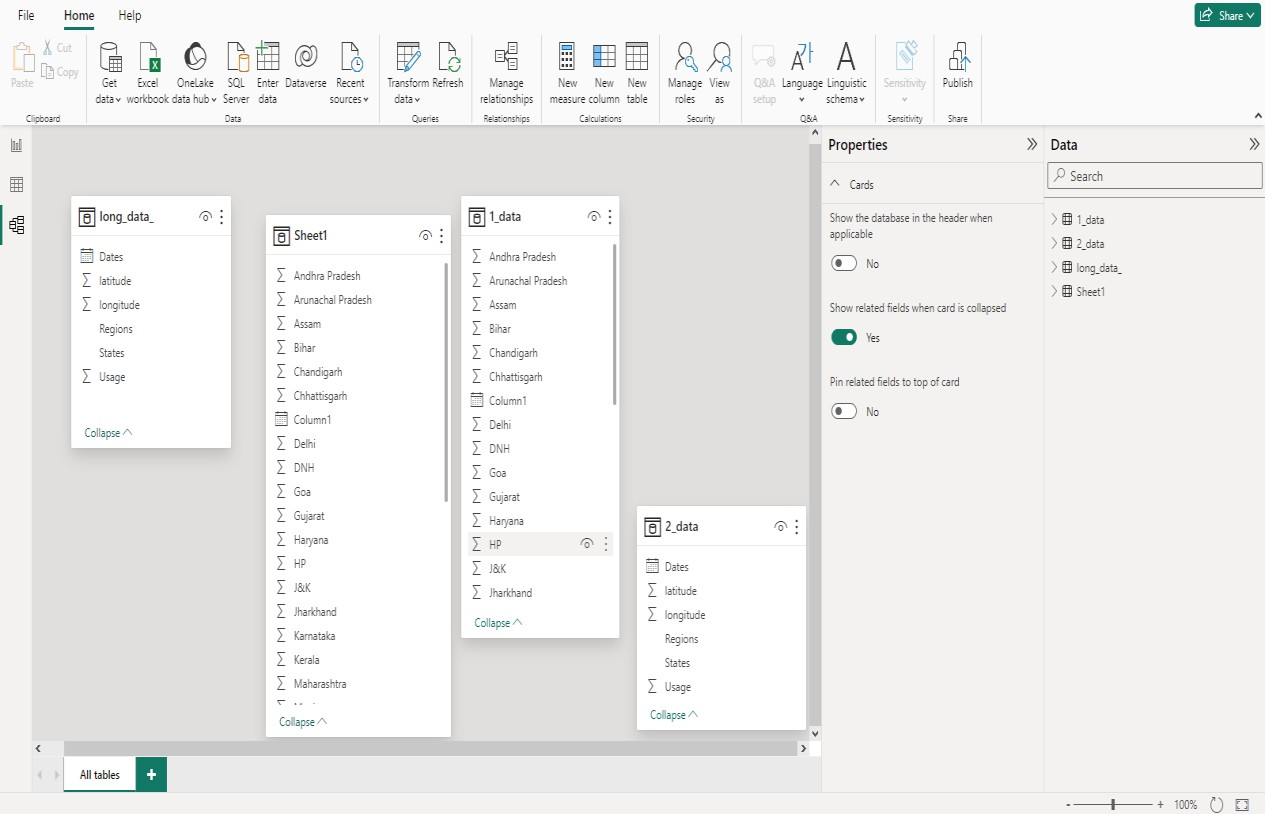 File Home Help Share
Paste Cut Copy
Clipboard
Get data Excel workbook OneLake data hub SQL Server Enter data Dataverse Recent sources
Data
Transform data Refresh
Queries
Manage relationships
Relationships
New measure New column New table
Calculations
Manage roles View as
Security
Q&A setup Language Linguistic schema
Q&A
Sensitivity
Sensitivity
Publish
Share
long_data_
Dates
latitude
longitude
Regions
States
Usage
Collapse
Sheet1
Andhra Pradesh
Arunachal Pradesh
Assam
Bihar
Chandigarh
Chhattisgarh
Column1
Delhi
DNH
Goa
Gujarat
Haryana
HP
J&K
Jharkhand
Karnataka
Kerala
Maharashtra
Collapse
1_data
Andhra Pradesh
Arunachal Pradesh
Assam
Bihar
Chandigarh
Chhattisgarh
Column1
Delhi
DNH
Goa
Gujarat
Haryana
HP
J&K
Jharkhand
Collapse
2_data
Dates
latitude
longitude
Regions
States
Usage
Collapse
Properties
Cards
Show the database in the header when
applicable
No
Show related fields when card is collapsed
Yes
Pin related fields to top of card
No
Data
Search
1_data
2_data
long_data_
Sheet1
All tables +
- + 100%